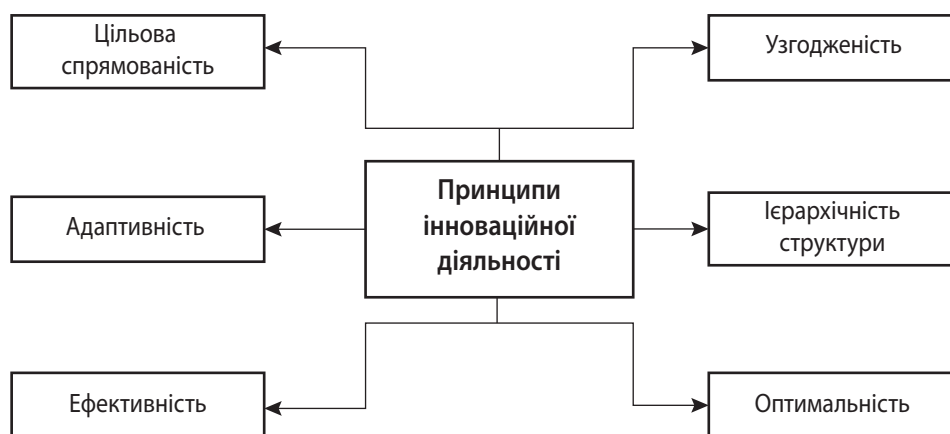 Цільова
спрямованість
Узгодженість
Принципи
інноваційної
діяльності
Адаптивність
Ієрархічність
структури
Ефективність
Оптимальність